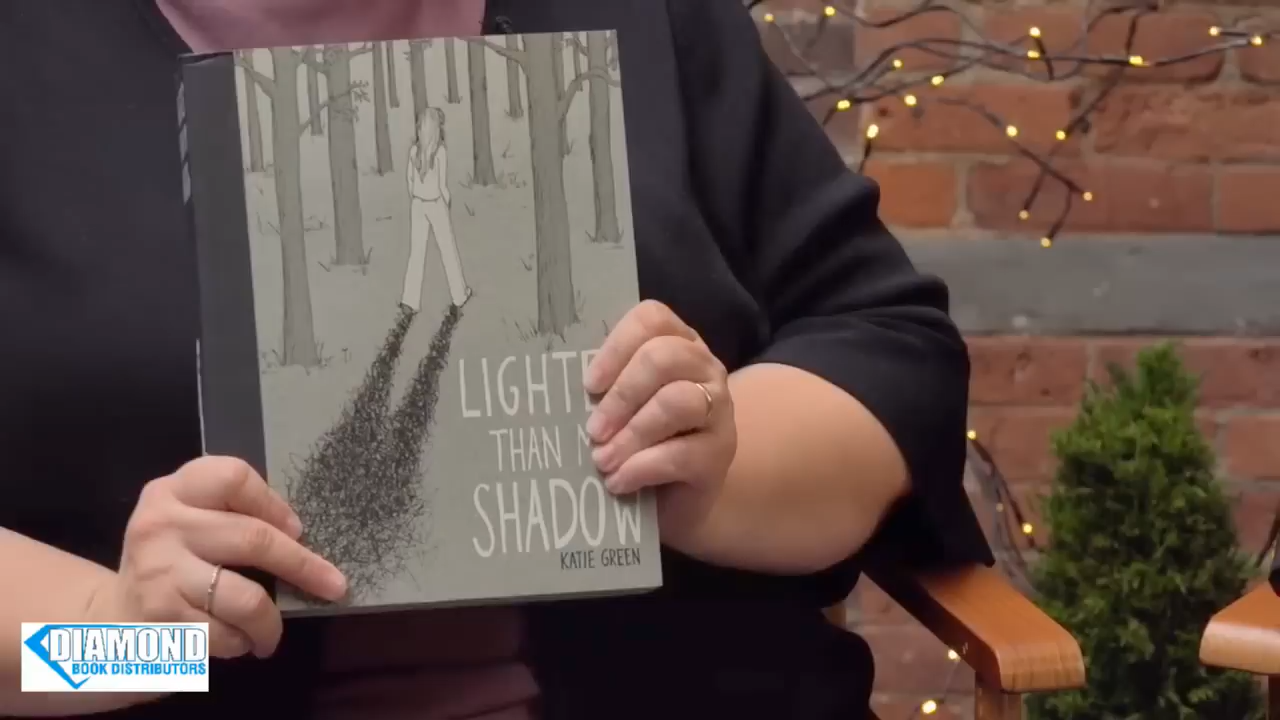 LIGHTE
THAN M
SHADOW
KATIE GREEN
DIAMOND
BOOK DISTRIBUTORS